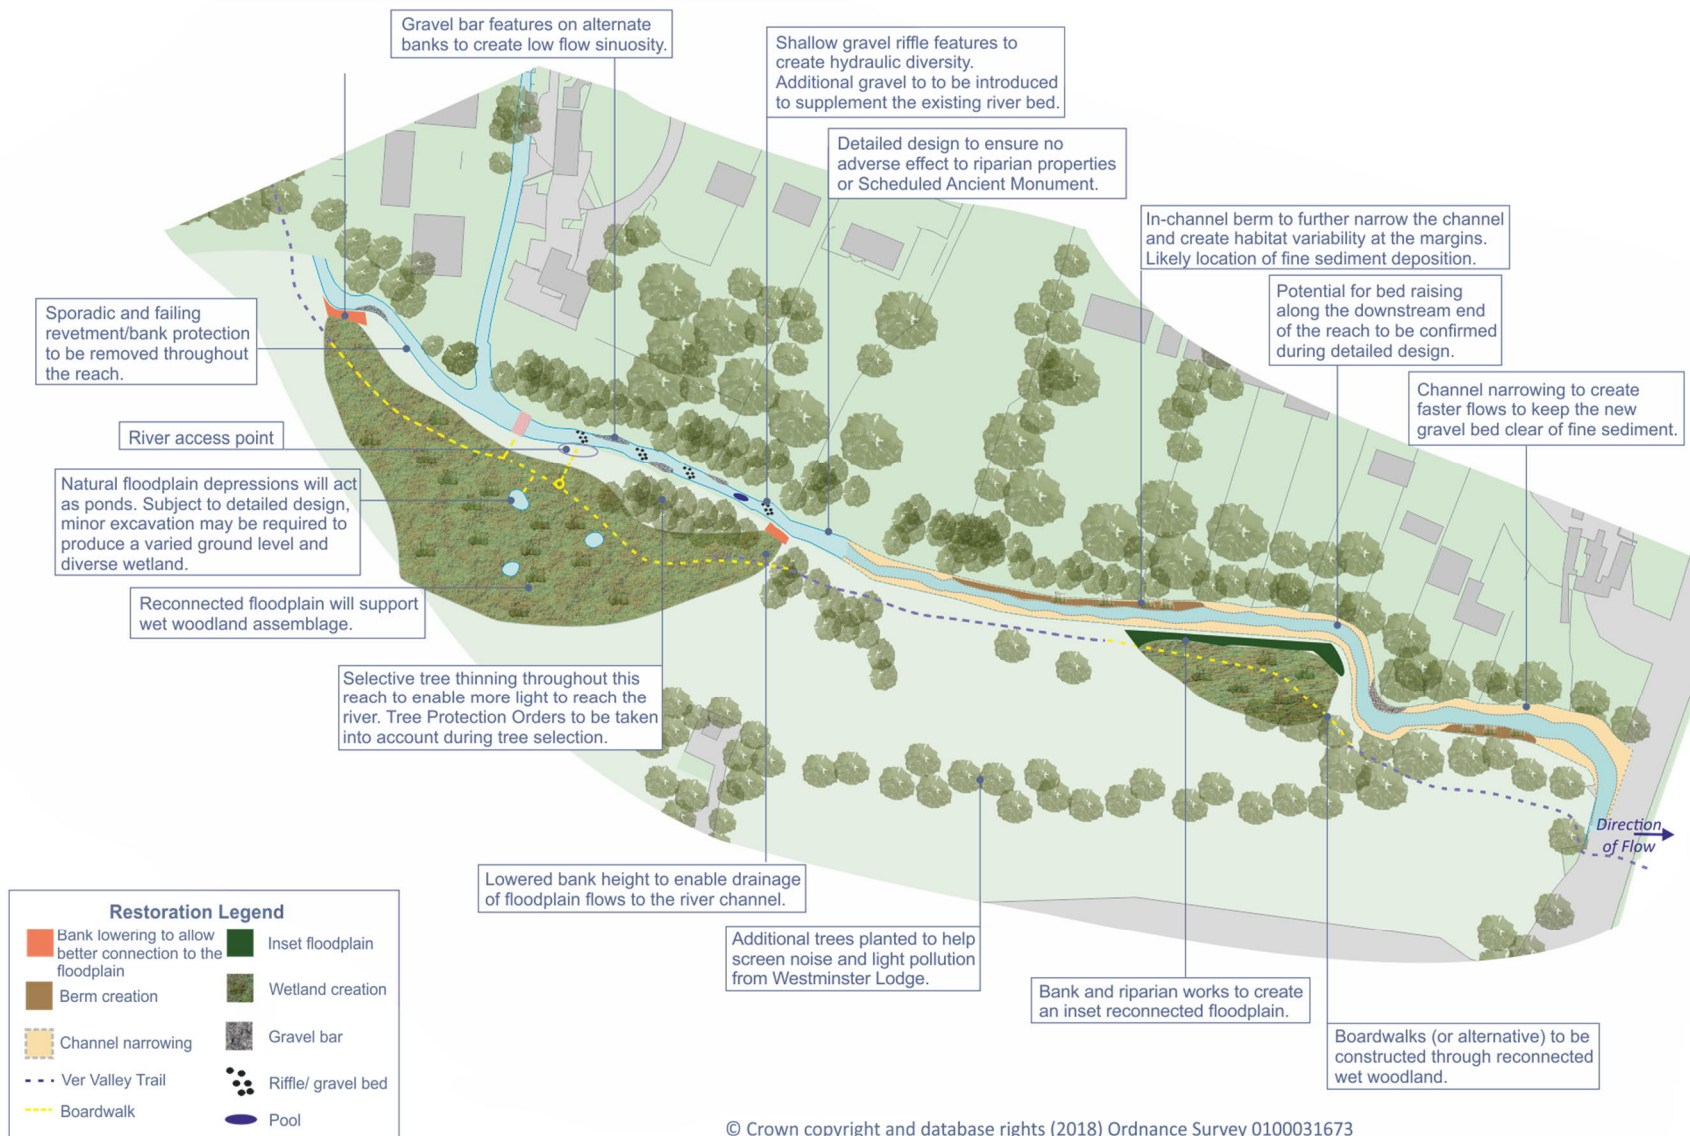 Gravel bar features on alternate
banks to create low flow sinuosity.
Shallow gravel riffle features to
create hydraulic diversity.
Additional gravel to to be introduced
to supplement the existing river bed.
Detailed design to ensure no
adverse effect to riparian properties
or Scheduled Ancient Monument.
In-channel berm to further narrow the channel
and create habitat variability at the margins.
Likely location of fine sediment deposition.
Potential for bed raising
along the downstream end
of the reach to be confirmed
during detailed design.
Channel narrowing to create
faster flows to keep the new
gravel bed clear of fine sediment.
Sporadic and failing
revetment/bank protection
to be removed throughout
the reach.
River access point
Natural floodplain depressions will act
as ponds. Subject to detailed design,
minor excavation may be required to
produce a varied ground level and
diverse wetland.
Reconnected floodplain will support
wet woodland assemblage.
Selective tree thinning throughout this
reach to enable more light to reach the
river. Tree Protection Orders to be taken
into account during tree selection.
Direction
of Flow
Lowered bank height to enable drainage
of floodplain flows to the river channel.
Additional trees planted to help
screen noise and light pollution
from Westminster Lodge.
Bank and riparian works to create
an inset reconnected floodplain.
Boardwalks (or alternative) to be
constructed through reconnected
wet woodland.
Restoration Legend
Bank lowering to allow
better connection to the
floodplain
Berm creation
Channel narrowing
Ver Valley Trail
Boardwalk
Inset floodplain
Wetland creation
Gravel bar
Riffle/ gravel bed
Pool
© Crown copyright and database rights (2018) Ordnance Survey 0100031673